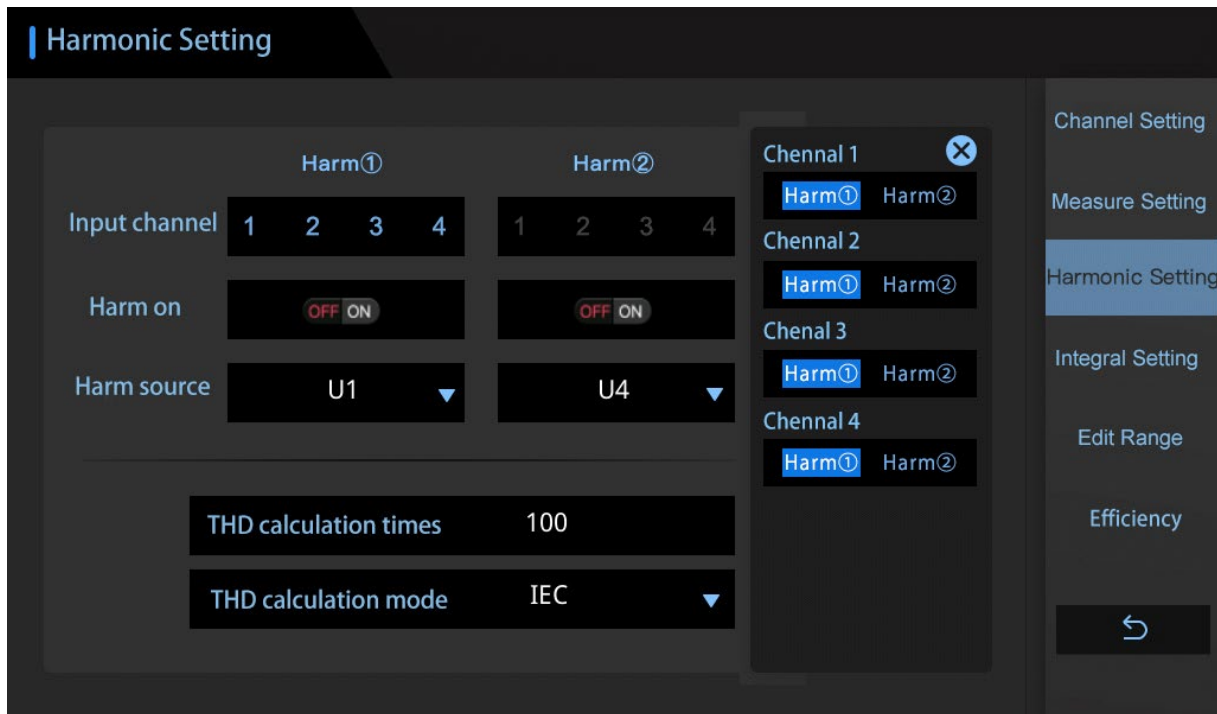 Harmonic Setting
Harm① Harm②
Input channel 1 2 3 4 1 2 3 4
Harm on OFF ON OFF ON
Harm source U1 U4
THD calculation times 100
THD calculation mode IEC
Chennal 1
Harm① Harm②
Chennal 2
Harm① Harm②
Chenal 3
Harm① Harm②
Chennal 4
Harm① Harm②
Channel Setting
Measure Setting
Harmonic Setting
Integral Setting
Edit Range
Efficiency